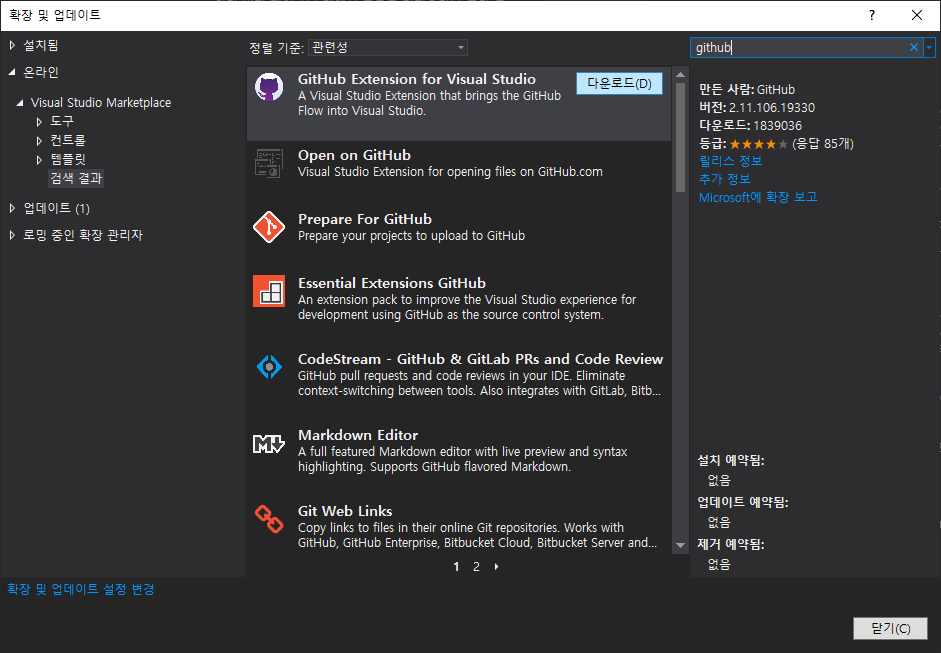 확장 및 업데이트
?
설치됨
온라인
Visual Studio Marketplace
도구
컨트롤
템플릿
검색 결과
업데이트 (1)
로밍 중인 확장 관리자
정렬 기준: 관련성
GitHub Extension for Visual Studio
다운로드(D)
A Visual Studio Extension that brings the GitHub
Flow into Visual Studio.
Open on GitHub
Visual Studio Extension for opening files on GitHub.com
Prepare For GitHub
Prepare your projects to upload to GitHub
Essential Extensions GitHub
An extension pack to improve the Visual Studio experience for
development using GitHub as the source control system.
CodeStream - GitHub & GitLab PRs and Code Review
GitHub pull requests and code reviews in your IDE. Eliminate
context-switching between tools. Also integrates with GitLab, Bitb...
Markdown Editor
A full featured Markdown editor with live preview and syntax
highlighting. Supports GitHub flavored Markdown.
Git Web Links
Copy links to files in their online Git repositories. Works with
GitHub, GitHub Enterprise, Bitbucket Cloud, Bitbucket Server and...
1 2
github
만든 사람: GitHub
버전: 2.11.106.19330
다운로드: 1839036
등급: ★★★★★ (응답 85개)
릴리스 정보
추가 정보
Microsoft에 확장 보고
설치 예약됨:
없음
업데이트 예약됨:
없음
제거 예약됨:
없음
확장 및 업데이트 설정 변경
닫기(C)